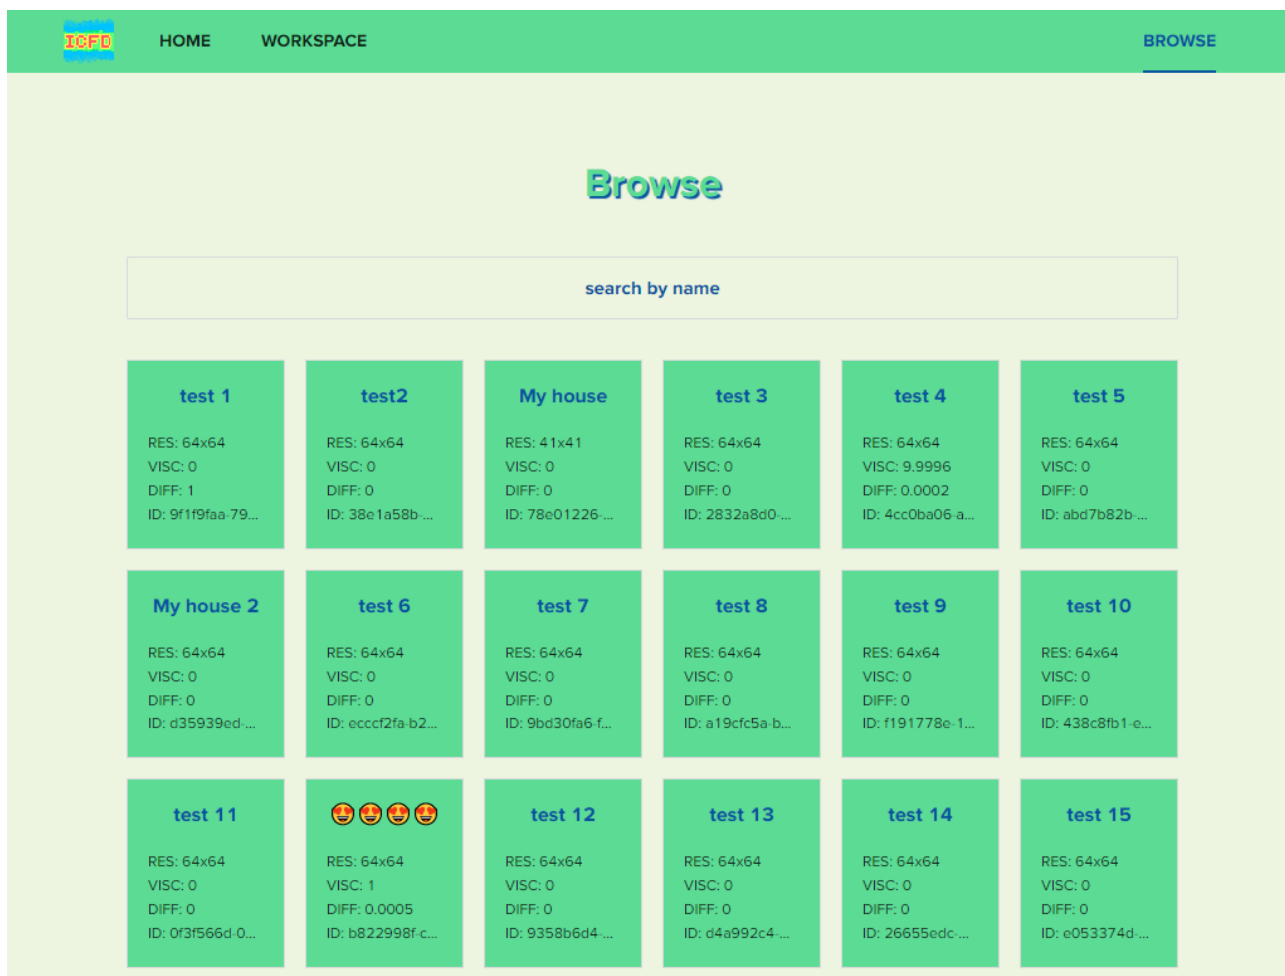 ICFD HOME WORKSPACE BROWSE
Browse
search by name
test 1
RES: 64x64
VISC: 0
DIFF: 1
ID: 9f1f9faa-79...
test2
RES: 64x64
VISC: 0
DIFF: 0
ID: 38e1a58b-...
My house
RES: 41x41
VISC: 0
DIFF: 0
ID: 78e01226-...
test 3
RES: 64x64
VISC: 0
DIFF: 0
ID: 2832a8d0-...
test 4
RES: 64x64
VISC: 9.9996
DIFF: 0.0002
ID: 4cc0ba06-a...
test 5
RES: 64x64
VISC: 0
DIFF: 0
ID: abd7b82b-...
My house 2
RES: 64x64
VISC: 0
DIFF: 0
ID: d35939ed-...
test 6
RES: 64x64
VISC: 0
DIFF: 0
ID: ecccf2fa-b2...
test 7
RES: 64x64
VISC: 0
DIFF: 0
ID: 9bd30fa6-f...
test 8
RES: 64x64
VISC: 0
DIFF: 0
ID: a19cfc5a-b...
test 9
RES: 64x64
VISC: 0
DIFF: 0
ID: f191778e-1...
test 10
RES: 64x64
VISC: 0
DIFF: 0
ID: 438c8fb1-e...
test 11
RES: 64x64
VISC: 0
DIFF: 0
ID: 0f3f566d-0...
😍😍😍😍
RES: 64x64
VISC: 1
DIFF: 0.0005
ID: b822998f-c...
test 12
RES: 64x64
VISC: 0
DIFF: 0
ID: 9358b6d4-...
test 13
RES: 64x64
VISC: 0
DIFF: 0
ID: d4a992c4-...
test 14
RES: 64x64
VISC: 0
DIFF: 0
ID: 26655edc-...
test 15
RES: 64x64
VISC: 0
DIFF: 0
ID: e053374d-...